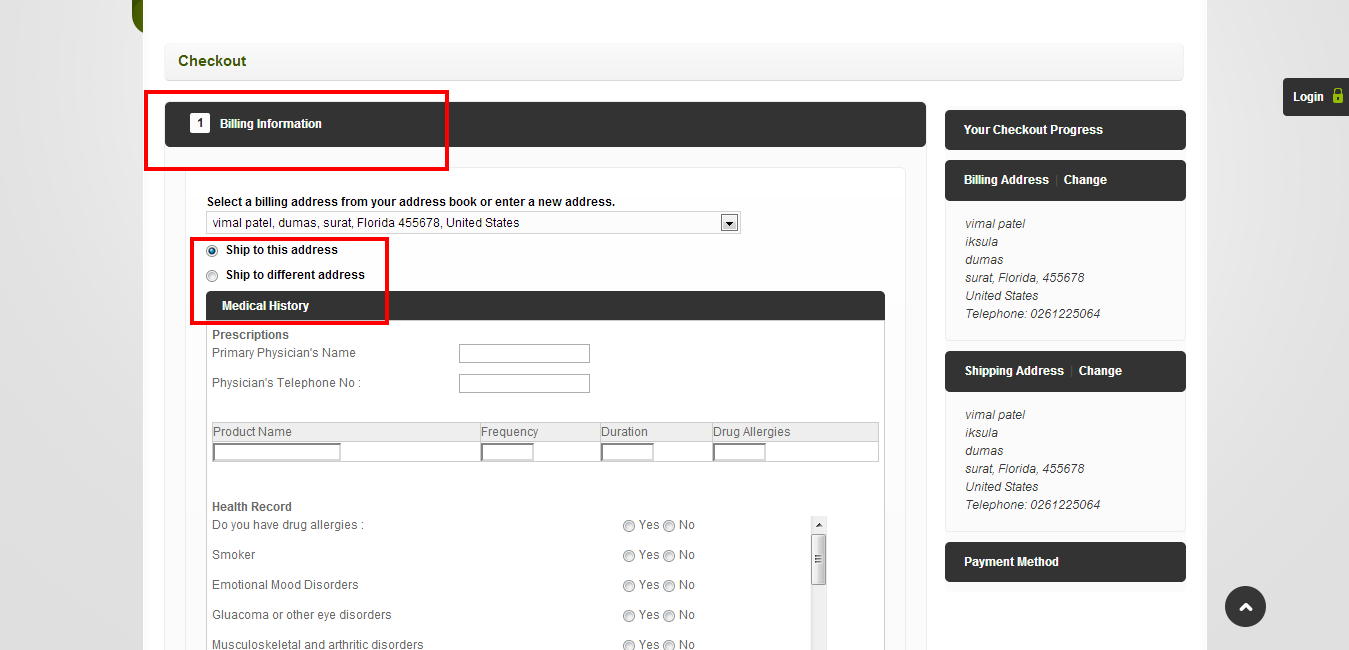 Checkout
Login
1 Billing Information
Select a billing address from your address book or enter a new address.
vimal patel, dumas, surat, Florida 455678, United States
Ship to this address
Ship to different address
Medical History
Prescriptions
Primary Physician's Name
Physician's Telephone No :
Product Name Frequency Duration Drug Allergies
Health Record
Do you have drug allergies : Yes No
Smoker Yes No
Emotional Mood Disorders Yes No
Gluacoma or other eye disorders Yes No
Musculoskeletal and arthritic disorders Yes No
Your Checkout Progress
Billing Address | Change
vimal patel
iksula
dumas
surat, Florida, 455678
United States
Telephone: 0261225064
Shipping Address | Change
vimal patel
iksula
dumas
surat, Florida, 455678
United States
Telephone: 0261225064
Payment Method